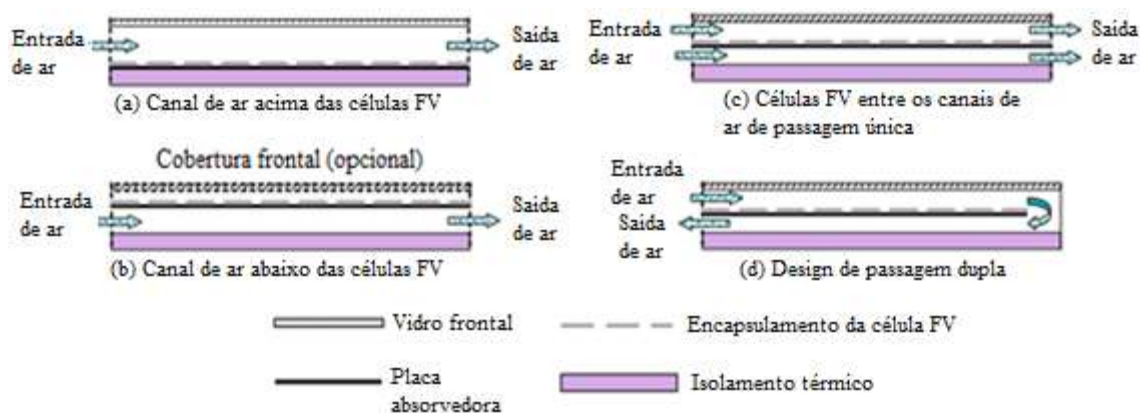 Entrada
de ar
Saída
de ar
(a) Canal de ar acima das células FV
Cobertura frontal (opcional)
Entrada
de ar
Saida
de ar
(b) Canal de ar abaixo das células FV
Entrada
de ar
Saída
de ar
(c) Células FV entre os canais de
ar de passagem única
Entrada
de ar
Saída
de ar
(d) Design de passagem dupla
Vidro frontal
Encapsulamento da célula FV
Placa
absorvedora
Isolamento térmico